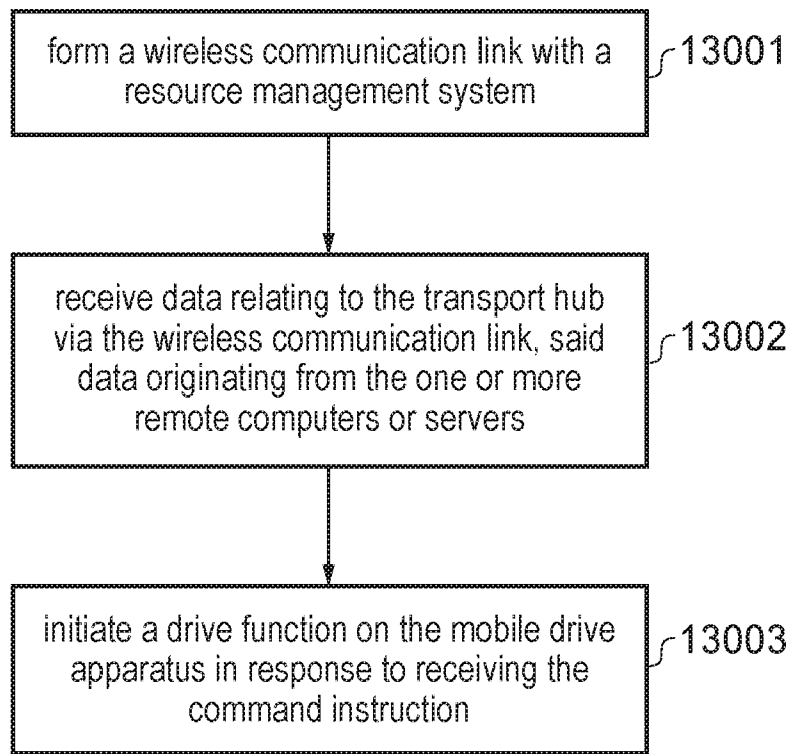 form a wireless communication link with a
resource management system
13001
receive data relating to the transport hub
via the wireless communication link, said
data originating from the one or more
remote computers or servers
13002
initiate a drive function on the mobile drive
apparatus in response to receiving the
command instruction
13003